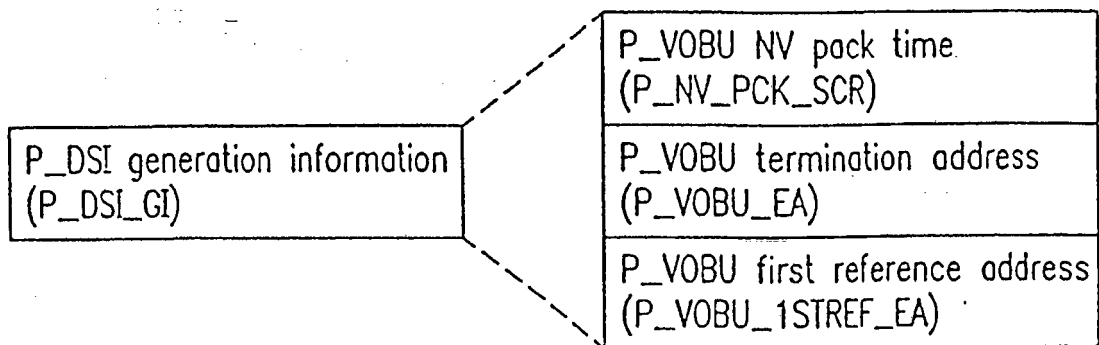 P_DSI generation information
(P_DSI_GI)
P_VOBU NV pack time
(P_NV_PCK_SCR)
P_VOBU termination address
(P_VOBU_EA)
P_VOBU first reference address
(P_VOBU_1STREF_EA)